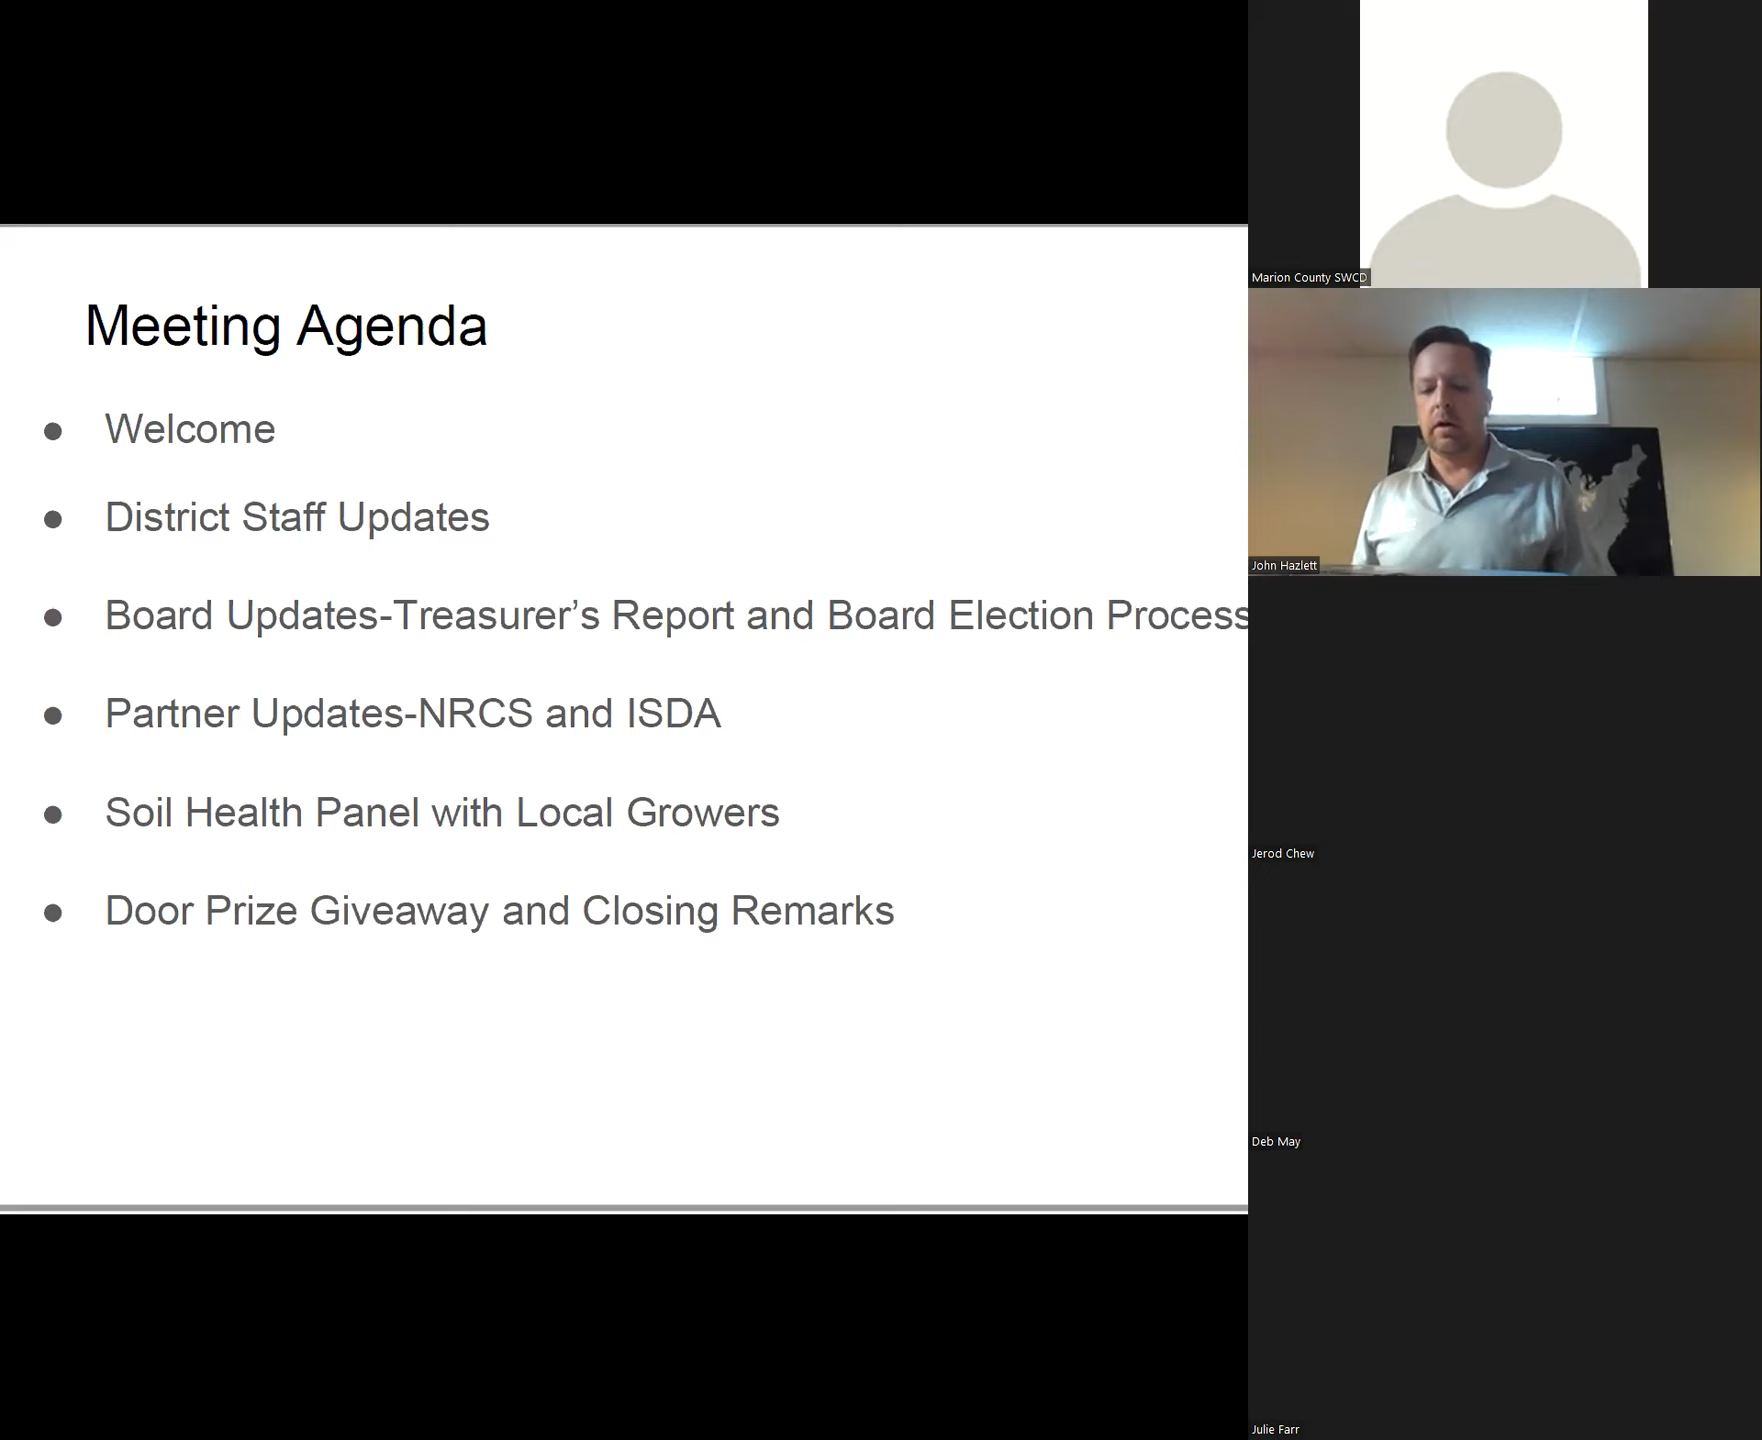 Meeting Agenda
● Welcome
● District Staff Updates
● Board Updates-Treasurer’s Report and Board Election Process
● Partner Updates-NRCS and ISDA
● Soil Health Panel with Local Growers
● Door Prize Giveaway and Closing Remarks
Marion County SWCD
John Hazlett
Jerod Chew
Deb May
Julie Farr